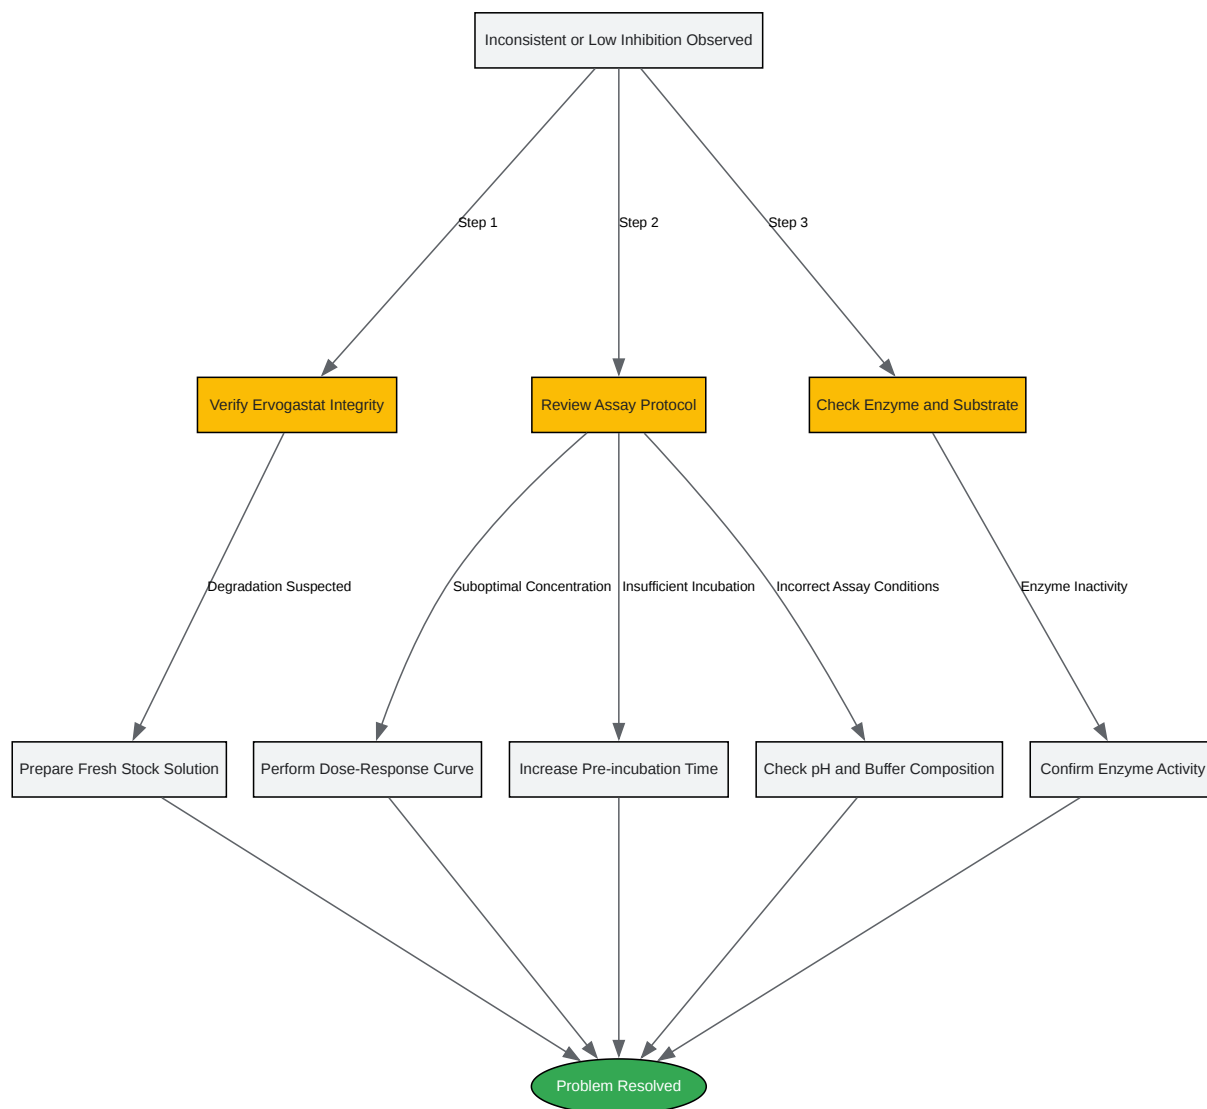 Inconsistent or Low Inhibition Observed
Step 1
Step 2
Step 3
Verify Ervogastat Integrity
Review Assay Protocol
Check Enzyme and Substrate
Degradation Suspected
Suboptimal Concentration
Insufficient Incubation
Incorrect Assay Conditions
Enzyme Inactivity
Prepare Fresh Stock Solution
Perform Dose-Response Curve
Increase Pre-incubation Time
Check pH and Buffer Composition
Confirm Enzyme Activity
Problem Resolved